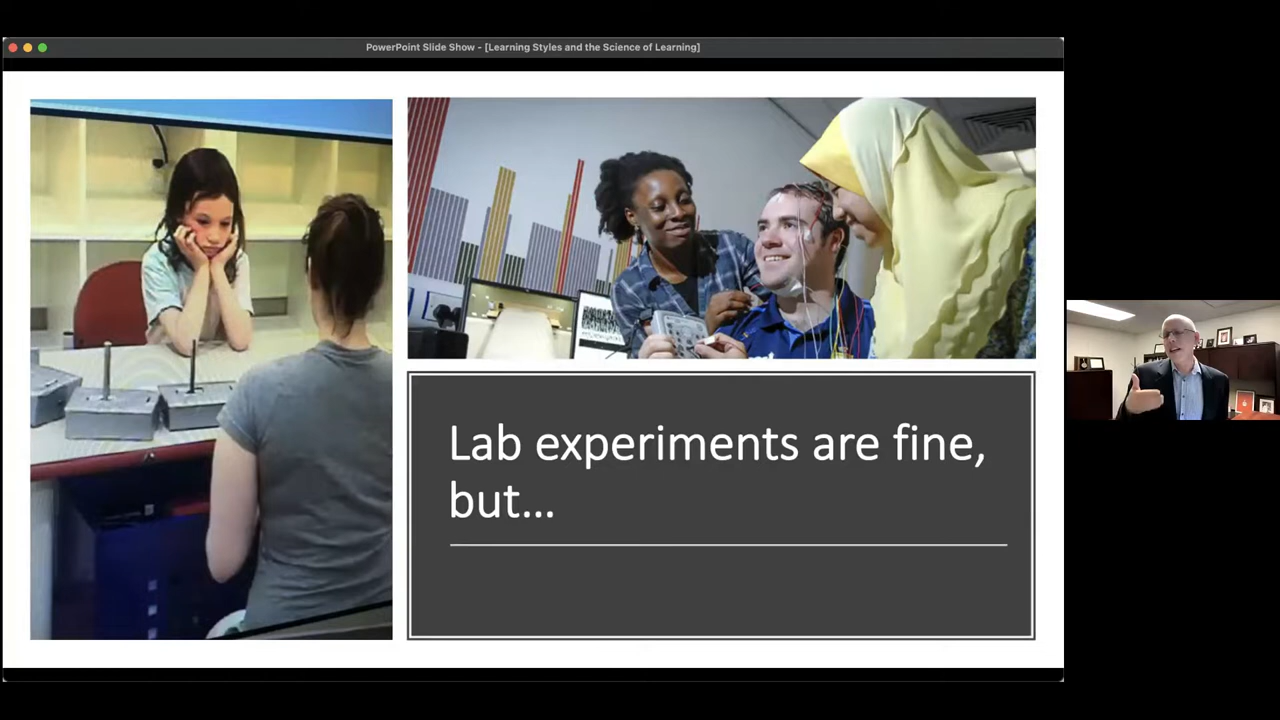 PowerPoint Slide Show - [Learning Styles and the Science of Learning]
Lab experiments are fine,
but...